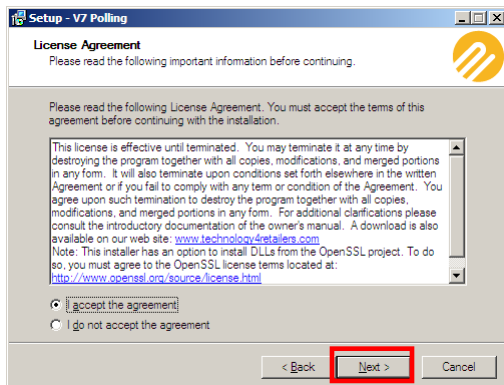 Setup - V7 Polling
License Agreement
Please read the following important information before continuing.
Please read the following License Agreement. You must accept the terms of this
agreement before continuing with the installation.
This license is effective until terminated.  You may terminate it at any time by
destroying the program together with all copies, modifications, and merged portions
in any form.  It will also terminate upon conditions set forth elsewhere in the written
Agreement or if you fail to comply with any term or condition of the Agreement.  You
agree upon such termination to destroy the program together with all copies,
modifications, and merged portions in any form.  For additional clarifications please
consult the introductory documentation of the owner's manual.  A download is also
available on our web site: www.technology4retailers.com
Note: This installer has an option to install DLLs from the OpenSSL project. To do
so, you must agree to the OpenSSL license terms located at:
http://www.openssl.org/source/license.html
I accept the agreement
I do not accept the agreement
< Back
Next >
Cancel